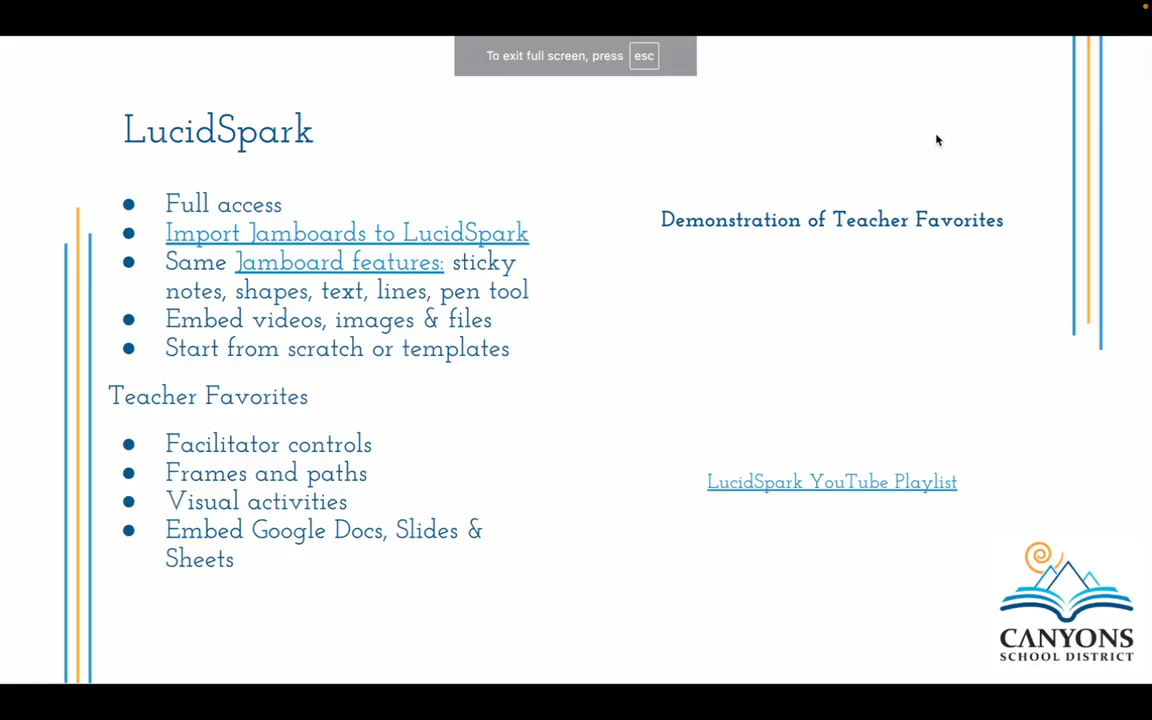 To exit full screen, press esc
LucidSpark
● Full access
● Import Jamboards to LucidSpark
● Same Jamboard features: sticky
notes, shapes, text, lines, pen tool
● Embed videos, images & files
● Start from scratch or templates
Teacher Favorites
● Facilitator controls
● Frames and paths
● Visual activities
● Embed Google Docs, Slides &
Sheets
Demonstration of Teacher Favorites
LucidSpark YouTube Playlist
CANYONS
SCHOOL DISTRICT